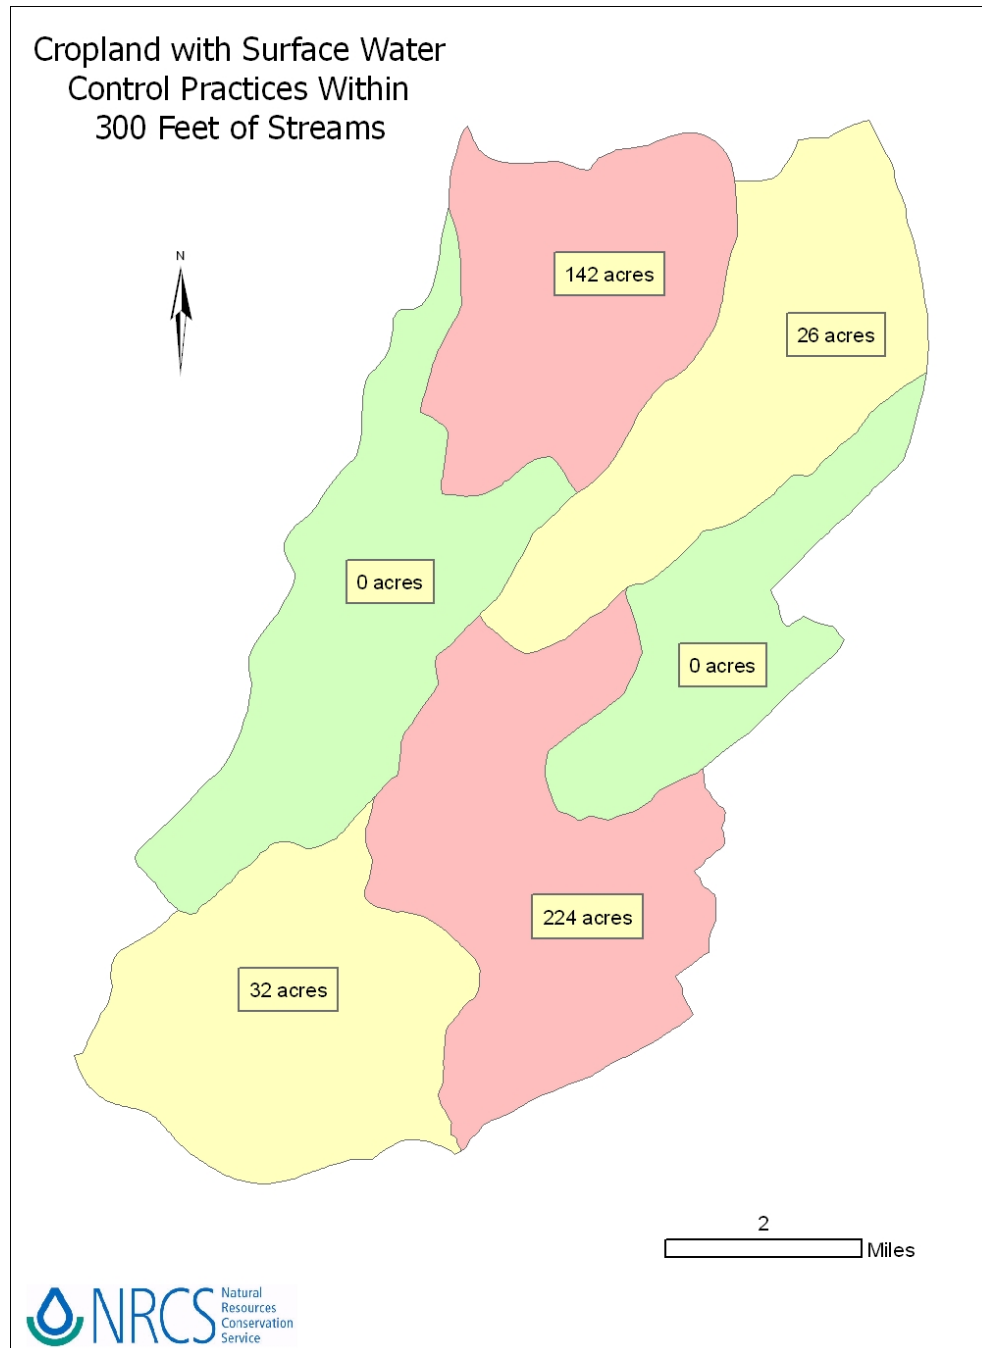 Cropland with Surface Water
Control Practices Within
300 Feet of Streams
N
142 acres
26 acres
0 acres
0 acres
224 acres
32 acres
2
Miles
NRCS
Natural
Resources
Conservation
Service